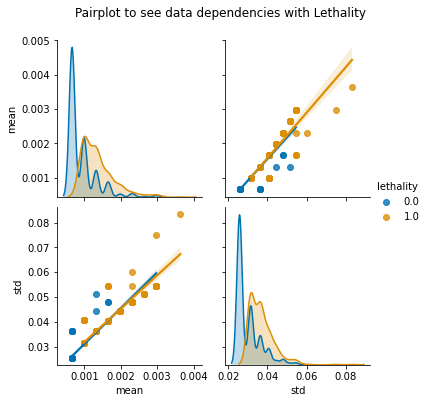 Pairplot to see data dependencies with Lethality
0.005
0.004
0.003
0.002
0.001
mean
lethality
0.0
1.0
0.08
0.07
0.06
0.05
0.04
0.03
std
0.001 0.002 0.003 0.004
mean
0.02 0.04 0.06 0.08
std